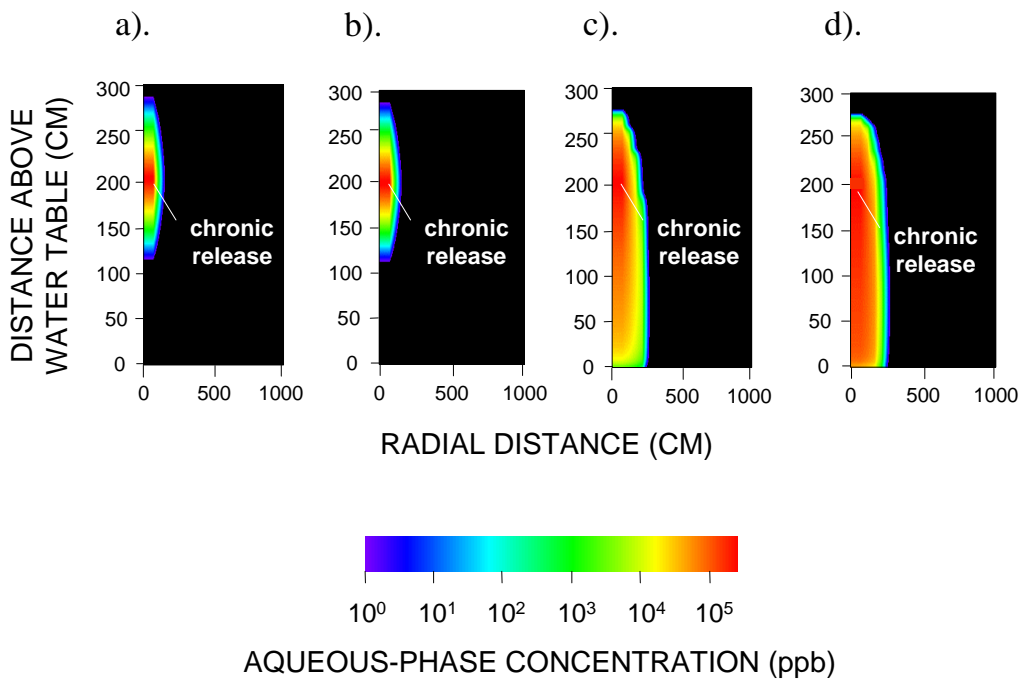 a).
b).
c).
d).
DISTANCE ABOVE
WATER TABLE (CM)
300
250
200
150
100
50
0
chronic
release
0
500
1000
300
250
200
150
100
50
0
chronic
release
0
500
1000
300
250
200
150
100
50
0
chronic
release
0
500
1000
300
250
200
150
100
50
0
chronic
release
0
500
1000
RADIAL DISTANCE (CM)
10⁰ 10¹ 10² 10³ 10⁴ 10⁵
AQUEOUS-PHASE CONCENTRATION (ppb)